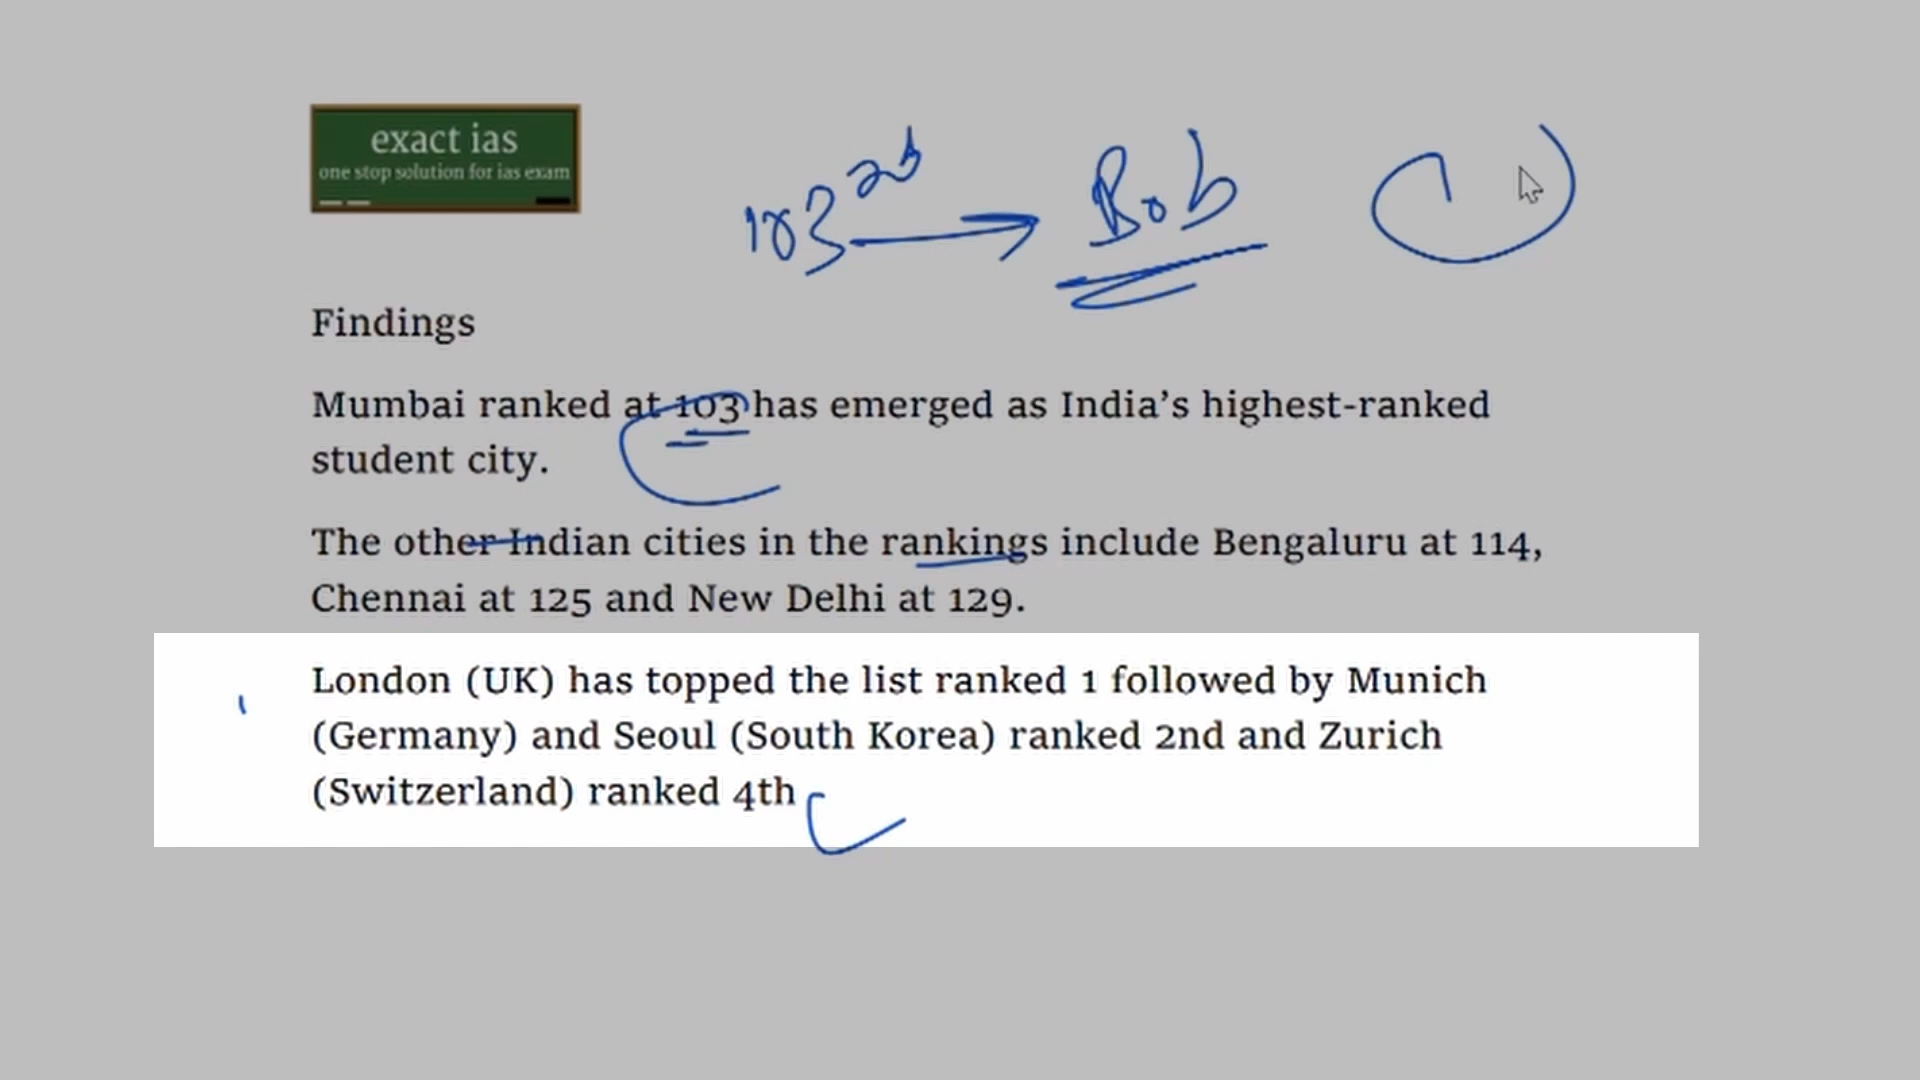 exact ias
one stop solution for ias exam
103 → Bob
Findings
Mumbai ranked at 103 has emerged as India’s highest-ranked
student city.
The other Indian cities in the rankings include Bengaluru at 114,
Chennai at 125 and New Delhi at 129.
London (UK) has topped the list ranked 1 followed by Munich
(Germany) and Seoul (South Korea) ranked 2nd and Zurich
(Switzerland) ranked 4th